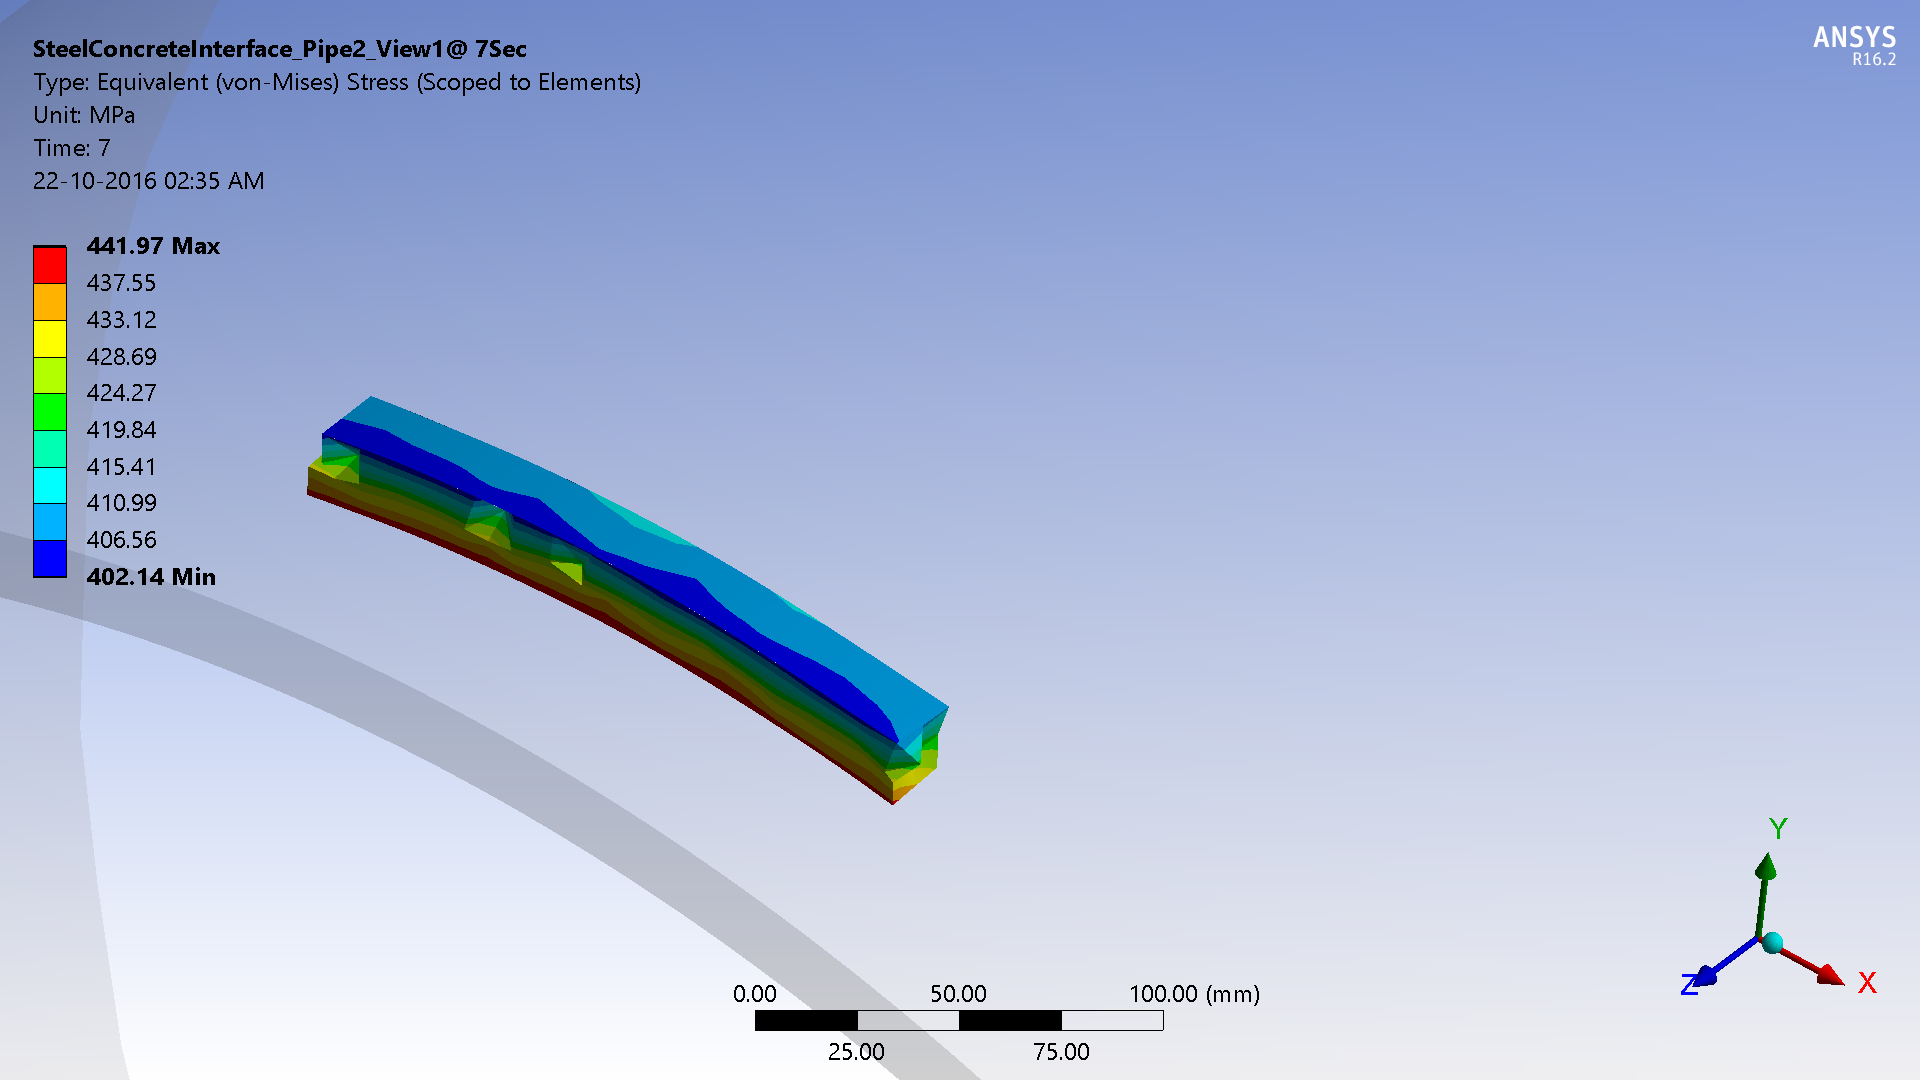 SteelConcreteInterface_Pipe2_View1@ 7Sec
Type: Equivalent (von-Mises) Stress (Scoped to Elements)
Unit: MPa
Time: 7
22-10-2016 02:35 AM
ANSYS
R16.2
441.97 Max
437.55
433.12
428.69
424.27
419.84
415.41
410.99
406.56
402.14 Min
0.00 50.00 100.00 (mm)
25.00 75.00
Y
Z
X